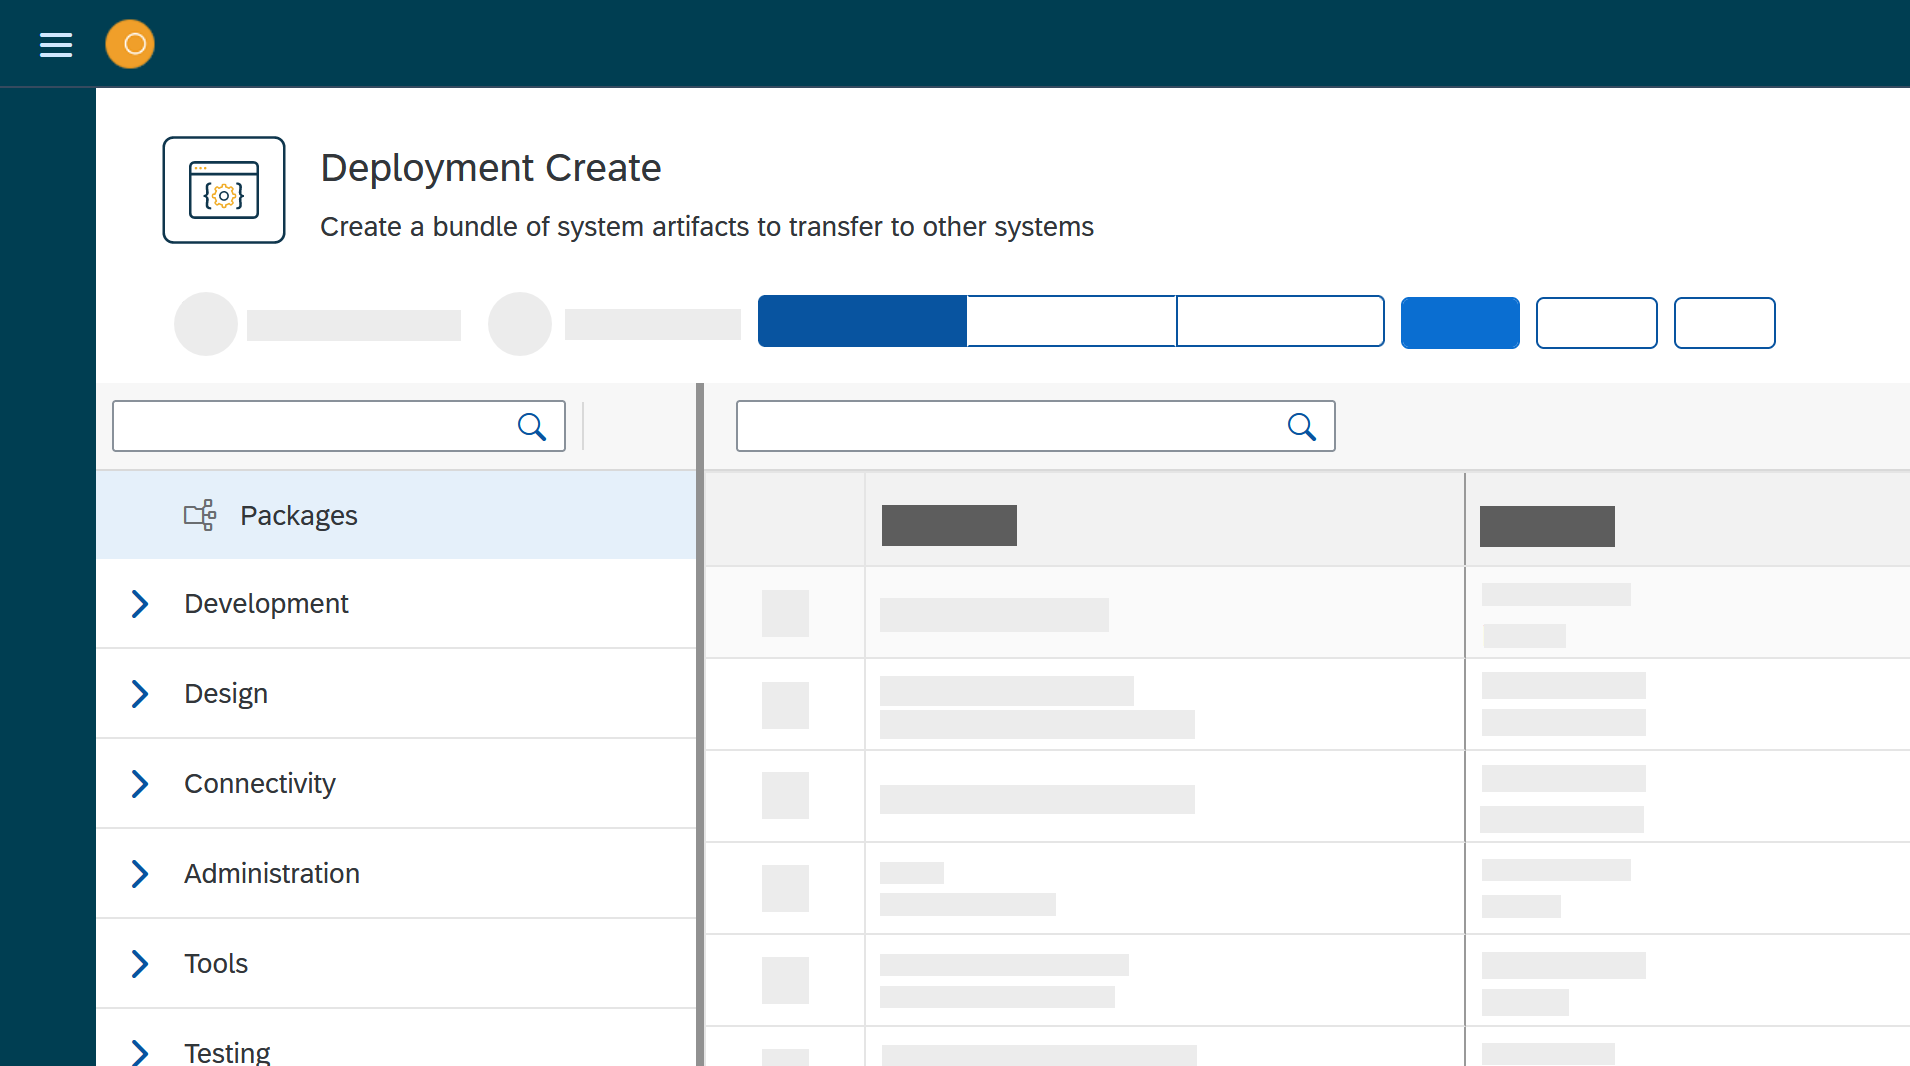 Deployment Create
Create a bundle of system artifacts to transfer to other systems
Packages
Development
Design
Connectivity
Administration
Tools
Testing